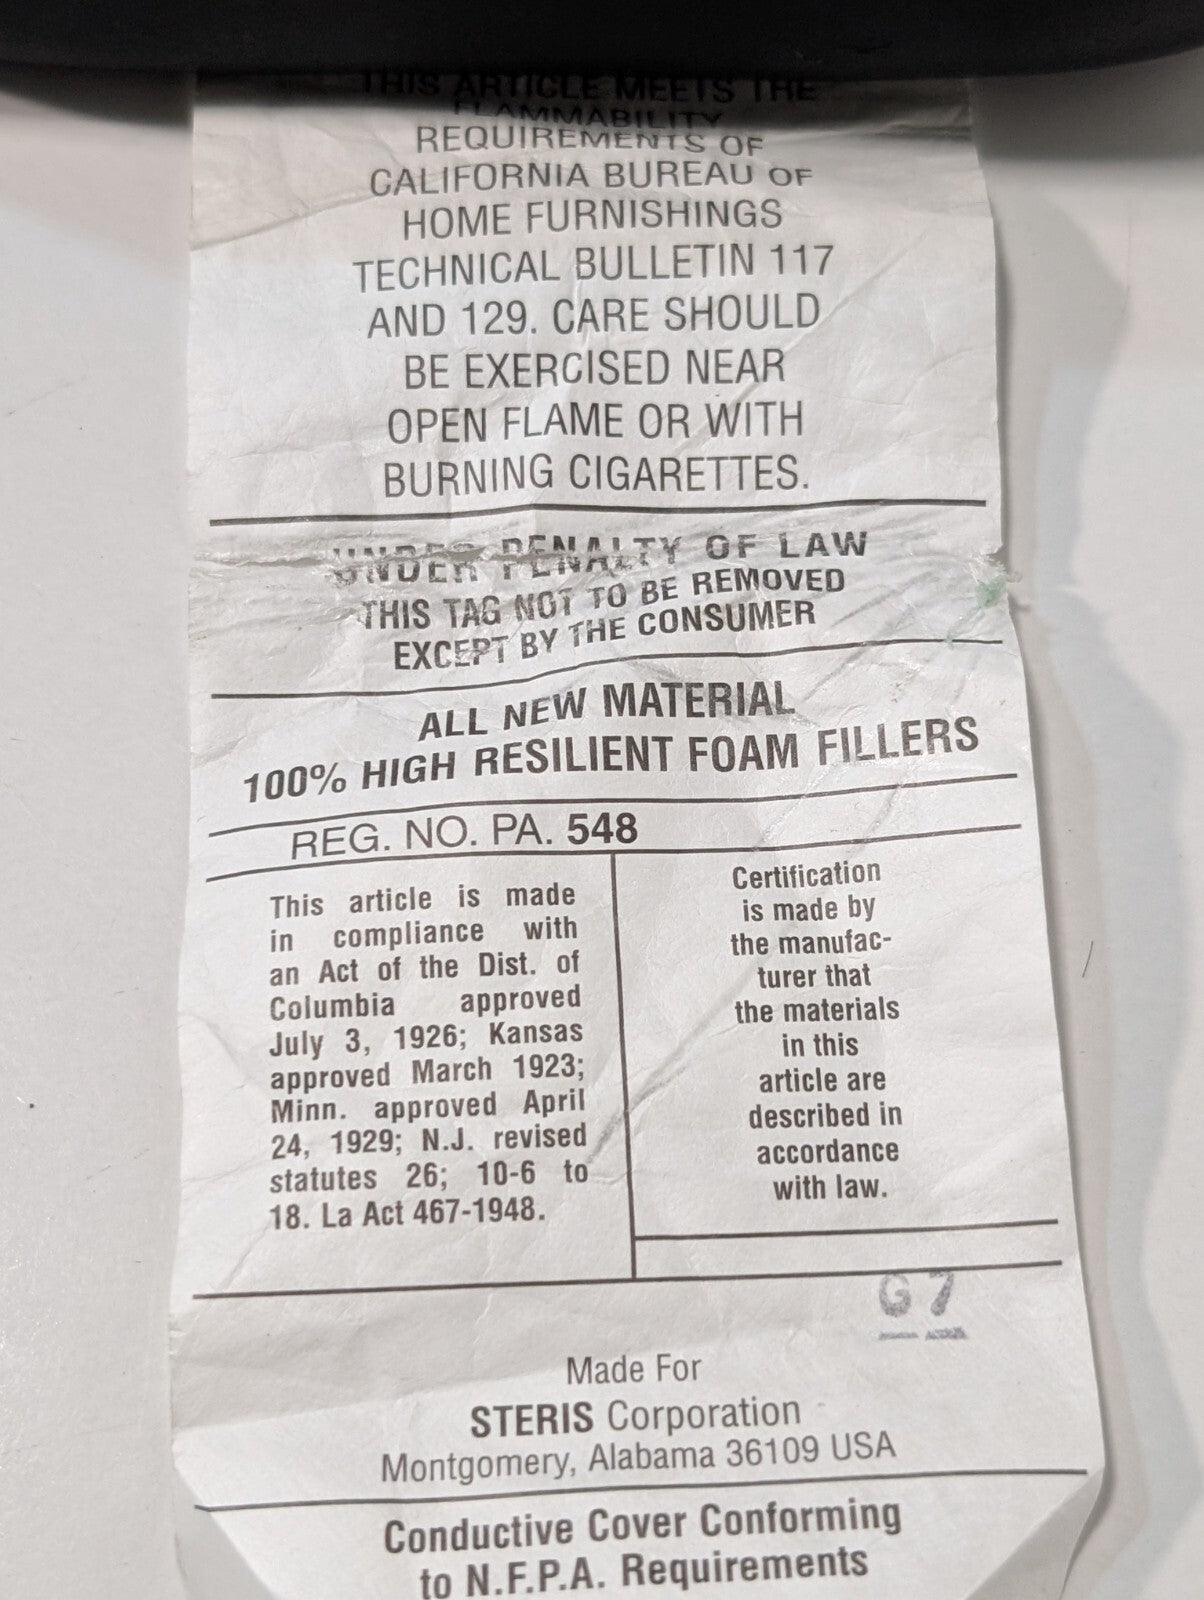 THIS ARTICLE MEETS THE
FLAMMABILITY
REQUIREMENTS OF
CALIFORNIA BUREAU OF
HOME FURNISHINGS
TECHNICAL BULLETIN 117
AND 129. CARE SHOULD
BE EXERCISED NEAR
OPEN FLAME OR WITH
BURNING CIGARETTES.
UNDER PENALTY OF LAW
THIS TAG NOT TO BE REMOVED
EXCEPT BY THE CONSUMER
ALL NEW MATERIAL
100% HIGH RESILIENT FOAM FILLERS
REG. NO. PA. 548
This article is made
in compliance with
an Act of the Dist. of
Columbia approved
July 3, 1926; Kansas
approved March 1923;
Minn. approved April
24, 1929; N.J. revised
statutes 26; 10-6 to
18. La Act 467-1948.
Certification
is made by
the manufac-
turer that
the materials
in this
article are
described in
accordance
with law.
G7
Made For
STERIS Corporation
Montgomery, Alabama 36109 USA
Conductive Cover Conforming
to N.F.P.A. Requirements